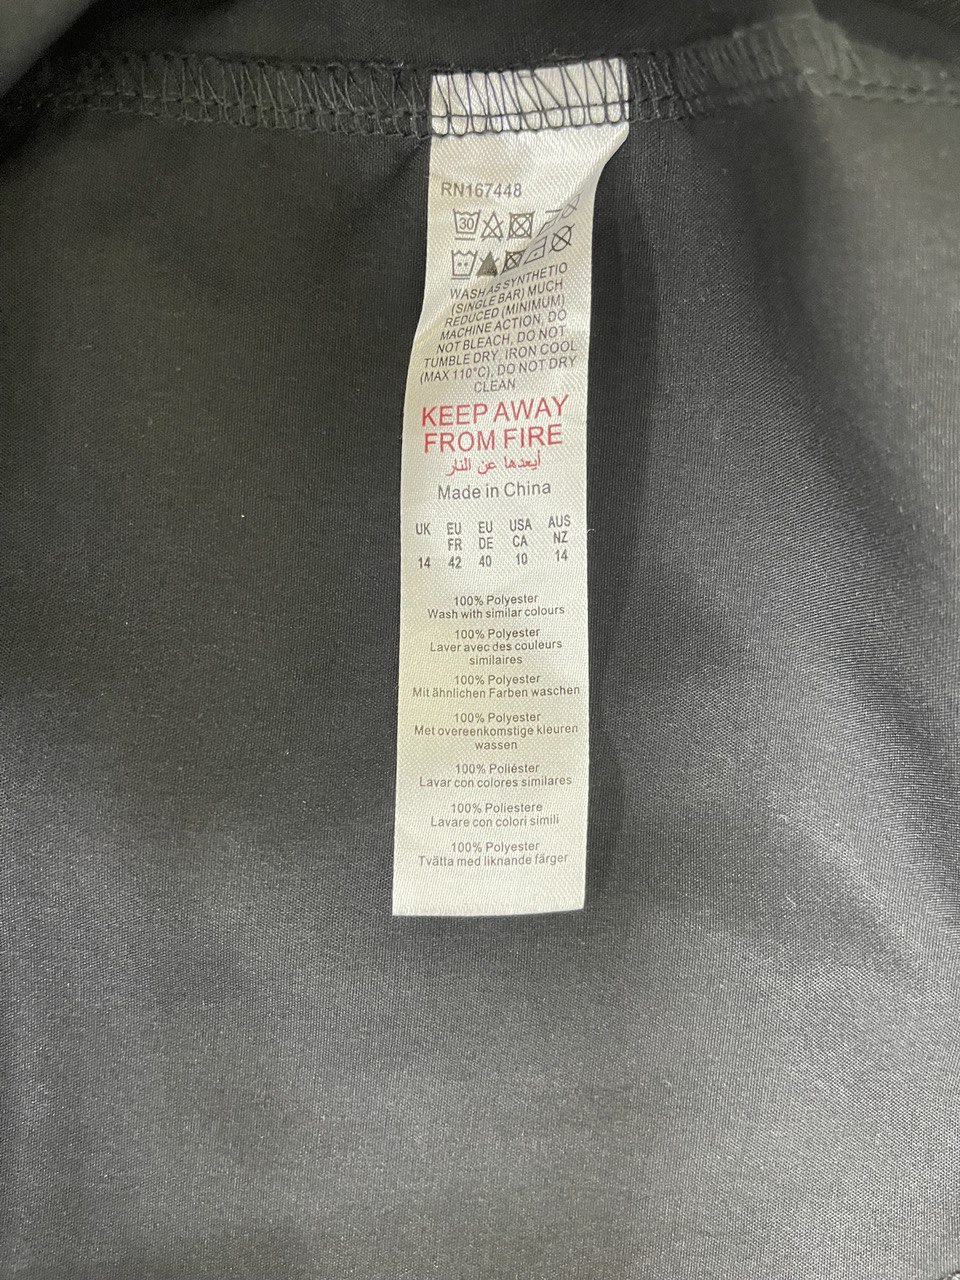 RN167448
30
WASH AS SYNTHETIO
(SINGLE BAR) MUCH
REDUCED (MINIMUM)
MACHINE ACTION, DO
NOT BLEACH, DO NOT
TUMBLE DRY, IRON COOL
(MAX 110°C), DO NOT DRY
CLEAN
KEEP AWAY
FROM FIRE
أبعدها عن النار
Made in China
UK EU EU USA AUS
FR DE CA NZ
14 42 40 10 14
100% Polyester
Wash with similar colours
100% Polyester
Laver avec des couleurs
similaires
100% Polyester
Mit ähnlichen Farben waschen
100% Polyester
Met overeenkomstige kleuren
wassen
100% Poliéster
Lavar con colores similares
100% Poliestere
Lavare con colori simili
100% Polyester
Tvätta med liknande färger